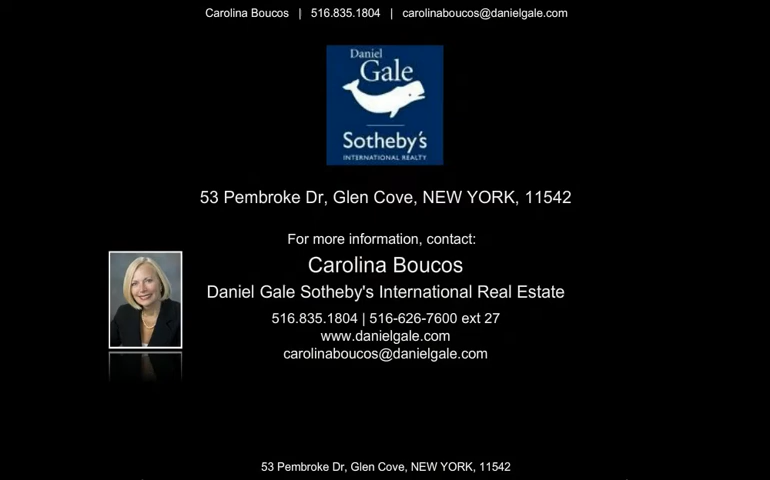 Carolina Boucos | 516.835.1804 | carolinaboucos@danielgale.com
Daniel
Gale
Sotheby's
INTERNATIONAL REALTY
53 Pembroke Dr, Glen Cove, NEW YORK, 11542
For more information, contact:
Carolina Boucos
Daniel Gale Sotheby's International Real Estate
516.835.1804 | 516-626-7600 ext 27
www.danielgale.com
carolinaboucos@danielgale.com
53 Pembroke Dr, Glen Cove, NEW YORK, 11542